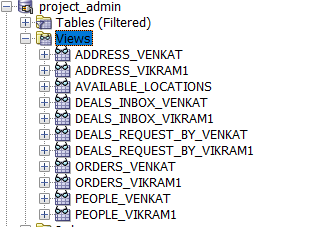 project_admin
Tables (Filtered)
Views
ADDRESS_VENKAT
ADDRESS_VIKRAM1
AVAILABLE_LOCATIONS
DEALS_INBOX_VENKAT
DEALS_INBOX_VIKRAM1
DEALS_REQUEST_BY_VENKAT
DEALS_REQUEST_BY_VIKRAM1
ORDERS_VENKAT
ORDERS_VIKRAM1
PEOPLE_VENKAT
PEOPLE_VIKRAM1